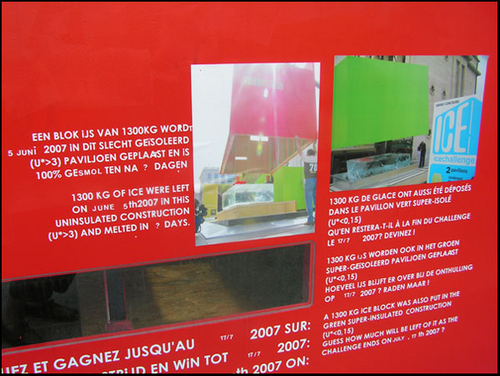 EEN BLOK IJS VAN 1300KG WORDT
5 JUNI 2007 IN DIT SLECHT GEÏSOLEERD
(U*>3) PAVILJOEN GEPLAAST EN IS
100% GESMOLTEN NA ? DAGEN
1300 KG OF ICE WERE LEFT
ON JUNE 5th2007 IN THIS
UNINSULATED CONSTRUCTION
(U*>3) AND MELTED IN ? DAYS.
ICE
icechallenge
2 pavillons
1300 KG DE GLACE ONT AUSSI ÉTÉ DÉPOSÉS
DANS LE PAVILLON VERT SUPER-ISOLÉ
(U*<0,15)
QU'EN RESTERA-T-IL À LA FIN DU CHALLENGE
LE 17/7 2007? DEVINEZ !
1300 KG IJS WORDEN OOK IN HET GROEN
SUPER-GEÏSOLEERD PAVILJOEN GEPLAAST
(U*<0,15)
HOEVEEL IJS BLIJFT ER OVER BIJ DE ONTHULLING
OP 17/7 2007 ? RADEN MAAR !
A 1300 KG ICE BLOCK WAS ALSO PUT IN THE
GREEN SUPER-INSULATED CONSTRUCTION
(U*<0,15)
GUESS HOW MUCH WILL BE LEFT OF IT AS THE
CHALLENGE ENDS ON JULY 17 th 2007 ?
UEZ ET GAGNEZ JUSQU'AU 17/7 2007 SUR:
STRIJD EN WIN TOT 17/7 2007:
th 2007 ON: